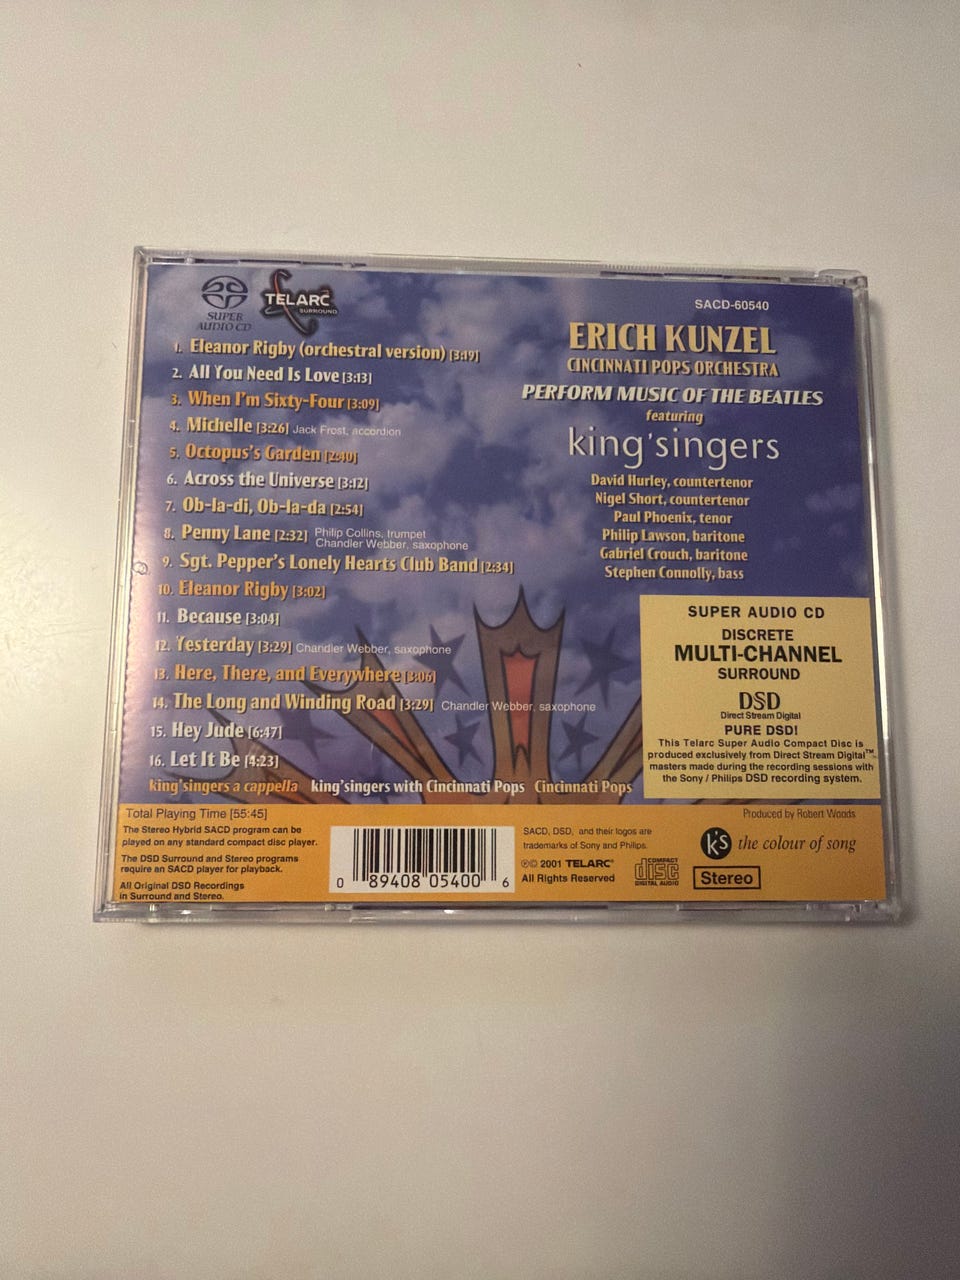 SUPER
AUDIO CD
TELARC
SURROUND
1. Eleanor Rigby (orchestral version) [3:19]
2. All You Need Is Love [3:13]
3. When I'm Sixty-Four [3:09]
4. Michelle [3:26] Jack Frost, accordion
5. Octopus's Garden [2:40]
6. Across the Universe [3:12]
7. Ob-la-di, Ob-la-da [2:54]
8. Penny Lane [2:32] Philip Collins, trumpet
Chandler Webber, saxophone
9. Sgt. Pepper's Lonely Hearts Club Band [2:34]
10. Eleanor Rigby [3:02]
11. Because [3:04]
12. Yesterday [3:29] Chandler Webber, saxophone
13. Here, There, and Everywhere [3:06]
14. The Long and Winding Road [3:29] Chandler Webber, saxophone
15. Hey Jude [6:47]
16. Let It Be [4:23]
king'singers a cappella king'singers with Cincinnati Pops Cincinnati Pops
SACD-60540
ERICH KUNZEL
CINCINNATI POPS ORCHESTRA
PERFORM MUSIC OF THE BEATLES
featuring
king'singers
David Hurley, countertenor
Nigel Short, countertenor
Paul Phoenix, tenor
Philip Lawson, baritone
Gabriel Crouch, baritone
Stephen Connolly, bass
SUPER AUDIO CD
DISCRETE
MULTI-CHANNEL
SURROUND
DSD
Direct Stream Digital
PURE DSD!
This Telarc Super Audio Compact Disc is
produced exclusively from Direct Stream Digital™
masters made during the recording sessions with
the Sony / Philips DSD recording system.
Total Playing Time [55:45]
The Stereo Hybrid SACD program can be
played on any standard compact disc player.
The DSD Surround and Stereo programs
require an SACD player for playback.
All Original DSD Recordings
in Surround and Stereo.
0 89408 05400 6
SACD, DSD, and their logos are
trademarks of Sony and Philips.
℗© 2001 TELARC®
All Rights Reserved
COMPACT
disc
DIGITAL AUDIO
Produced by Robert Woods
k's the colour of song
Stereo